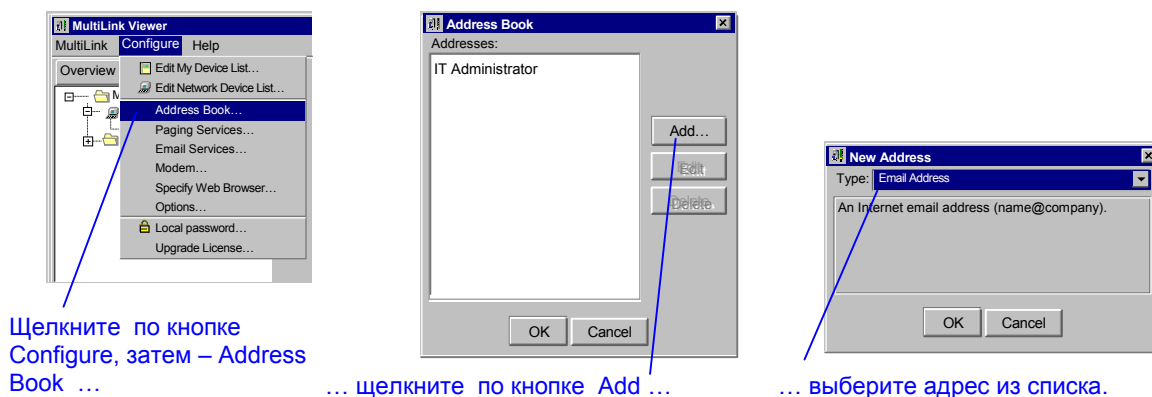 MultiLink Viewer
MultiLink Configure Help
Overview
Edit My Device List…
Edit Network Device List…
M
Address Book…
Paging Services…
Email Services…
Modem…
Specify Web Browser…
Options…
Local password…
Upgrade License…
Щелкните по кнопке
Configure, затем – Address
Book …
Address Book
Addresses:
IT Administrator
Add…
Edit
Delete
OK Cancel
… щелкните по кнопке Add …
New Address
Type: Email Address
An Internet email address (name@company).
OK Cancel
… выберите адрес из списка.